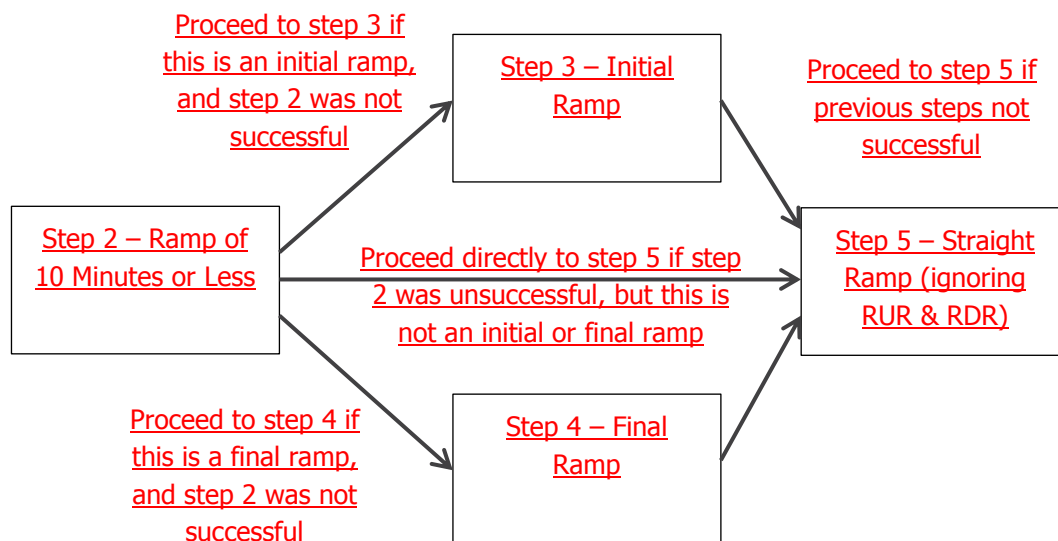 Proceed to step 3 if
this is an initial ramp,
and step 2 was not
successful
Step 3 – Initial
Ramp
Proceed to step 5 if
previous steps not
successful
Step 2 – Ramp of
10 Minutes or Less
Proceed directly to step 5 if step
2 was unsuccessful, but this is
not an initial or final ramp
Step 5 – Straight
Ramp (ignoring
RUR & RDR)
Proceed to step 4 if
this is a final ramp,
and step 2 was not
successful
Step 4 – Final
Ramp